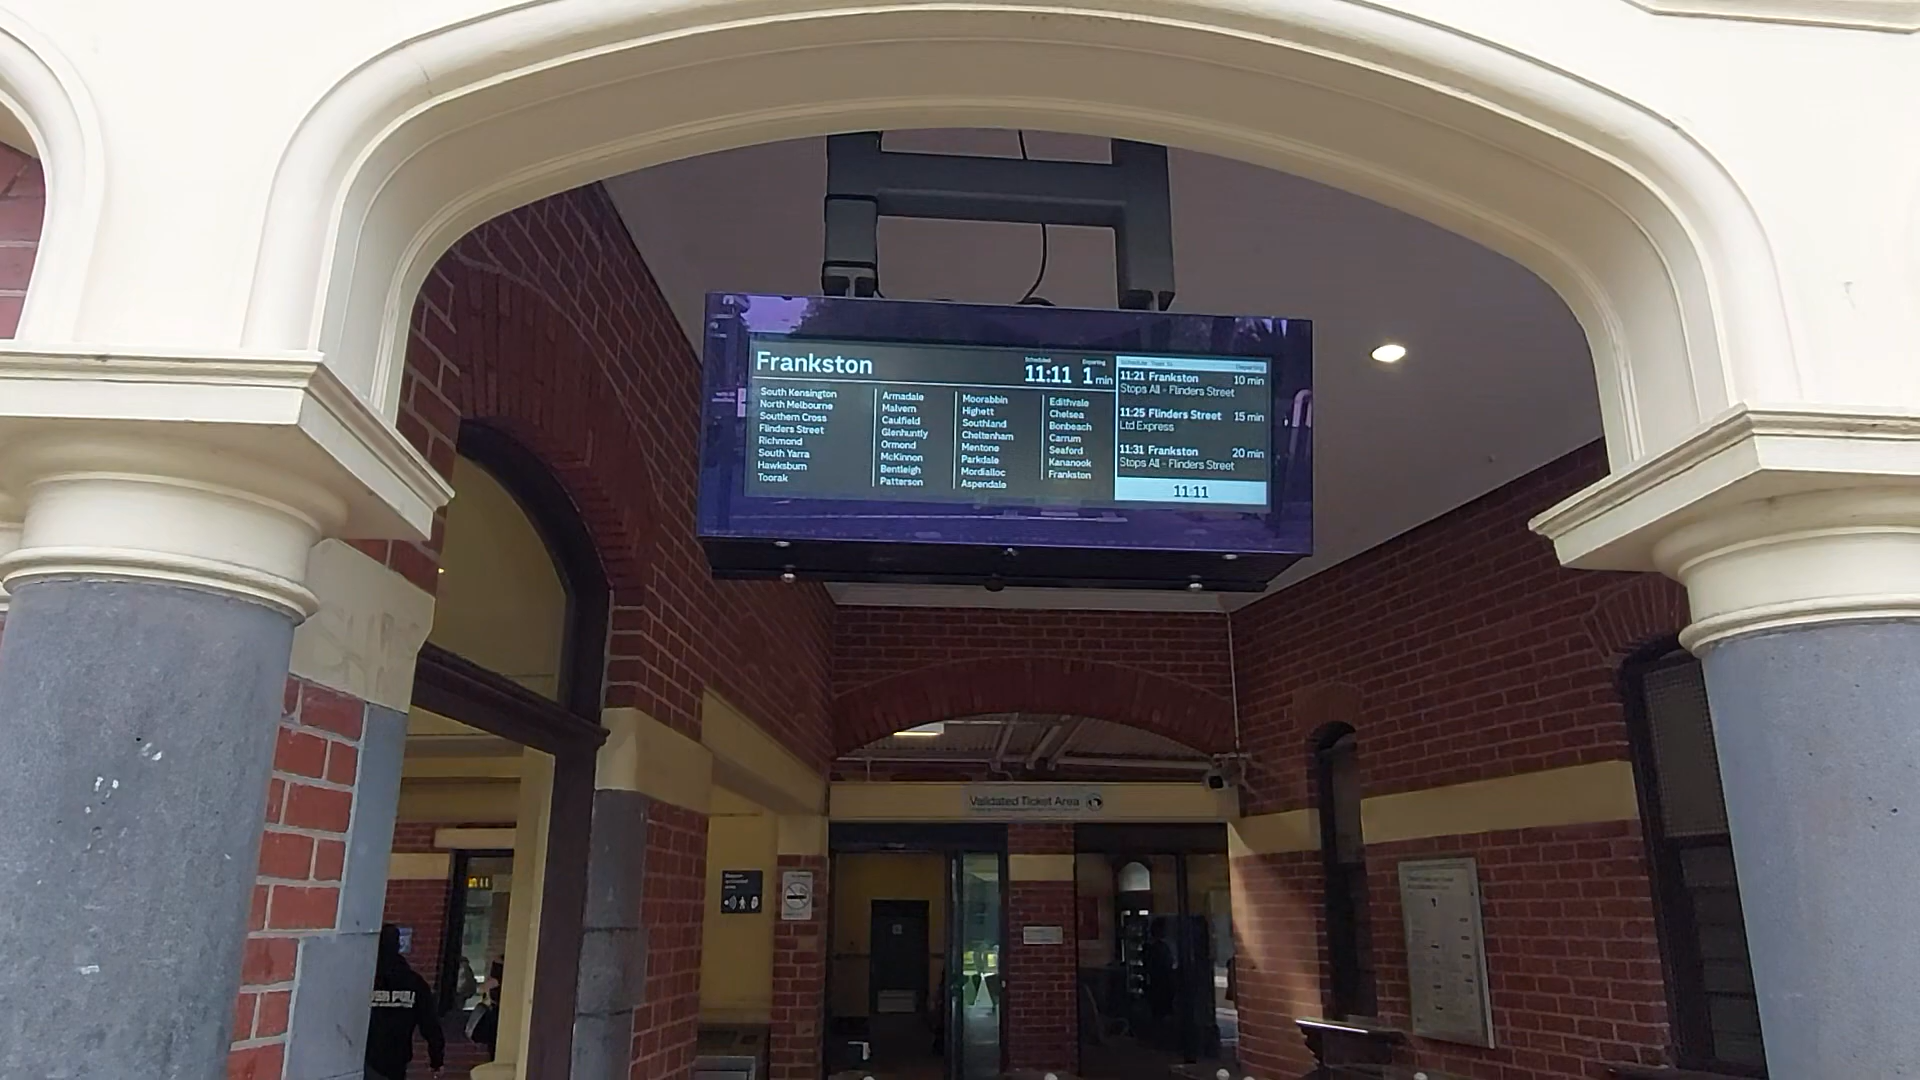 Frankston
Scheduled Departing
11:11 1 min
South Kensington
North Melbourne
Southern Cross
Flinders Street
Richmond
South Yarra
Hawksburn
Toorak
Armadale
Malvern
Caulfield
Glenhuntly
Ormond
McKinnon
Bentleigh
Patterson
Moorabbin
Highett
Southland
Cheltenham
Mentone
Parkdale
Mordialloc
Aspendale
Edithvale
Chelsea
Bonbeach
Carrum
Seaford
Kananook
Frankston
Departing
11:21 Frankston 10 min
Stops All - Flinders Street
11:25 Flinders Street 15 min
Ltd Express
11:31 Frankston 20 min
Stops All - Flinders Street
11:11
Validated Ticket Area